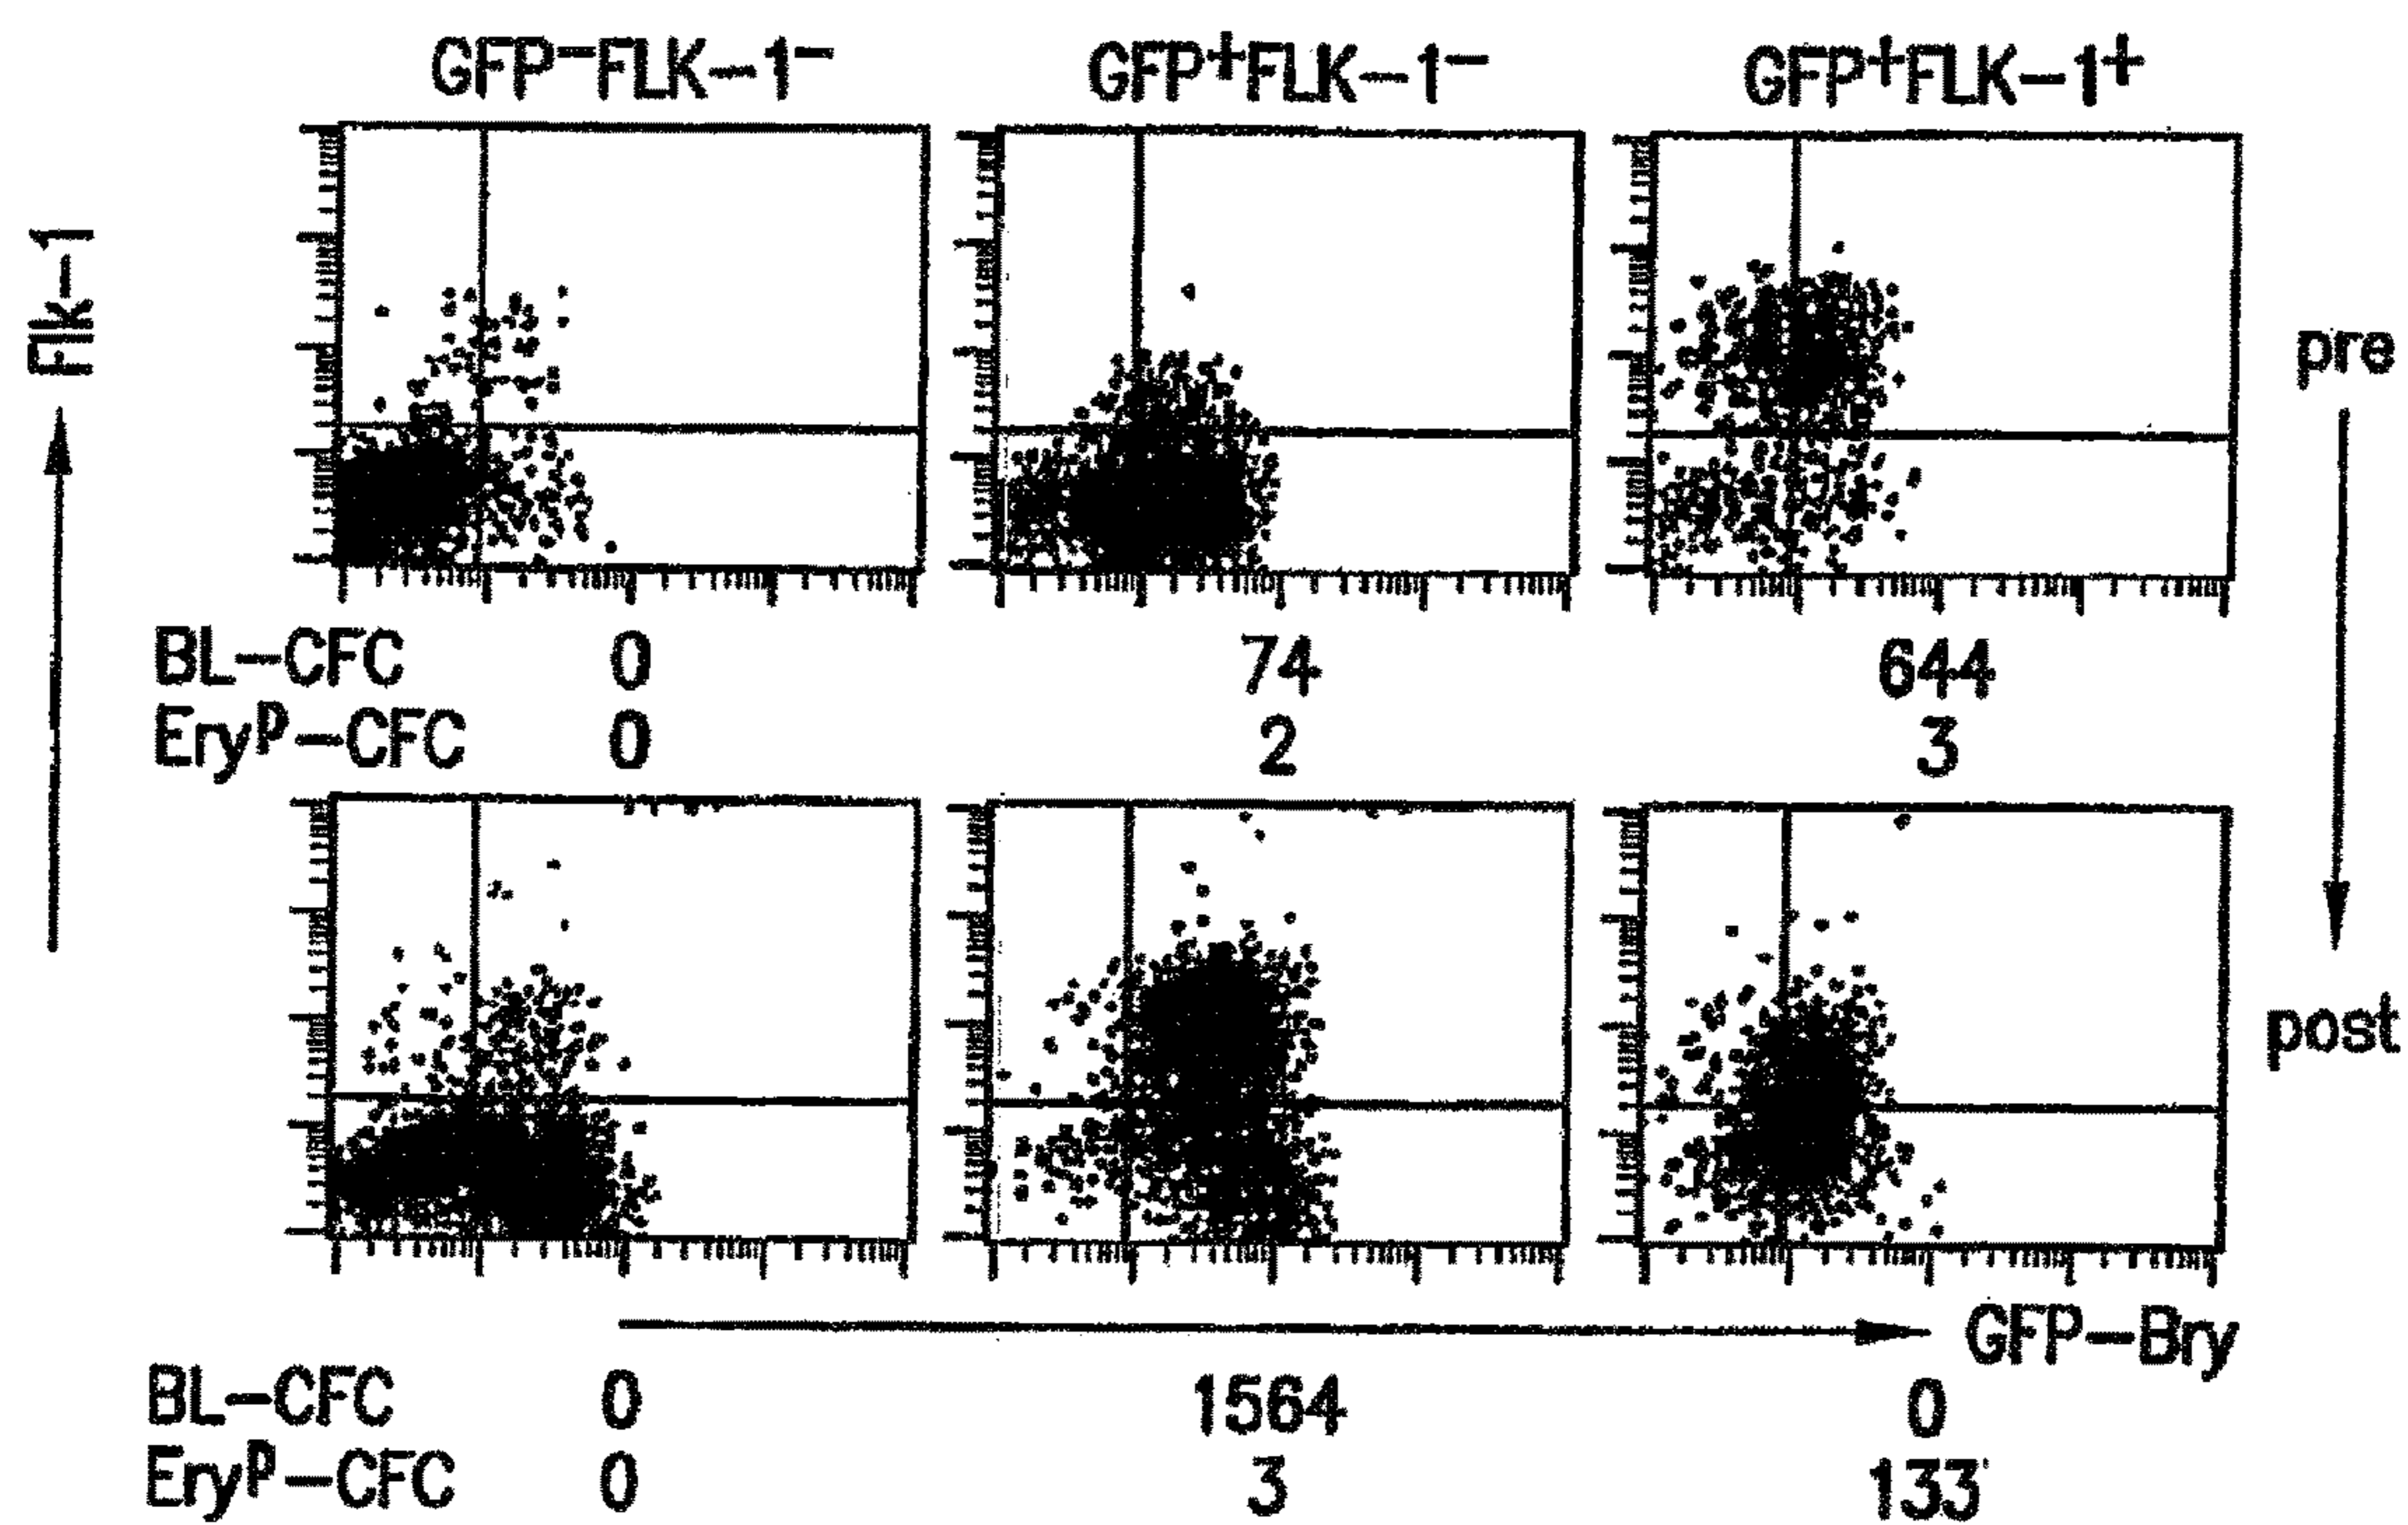 GFP⁻FLK-1⁻ GFP⁺FLK-1⁻ GFP⁺FLK-1⁺
Flk-1
pre
BL-CFC 0 74 644
Eryᵖ-CFC 0 2 3
post
GFP-Bry
BL-CFC 0 1564 0
Eryᵖ-CFC 0 3 133